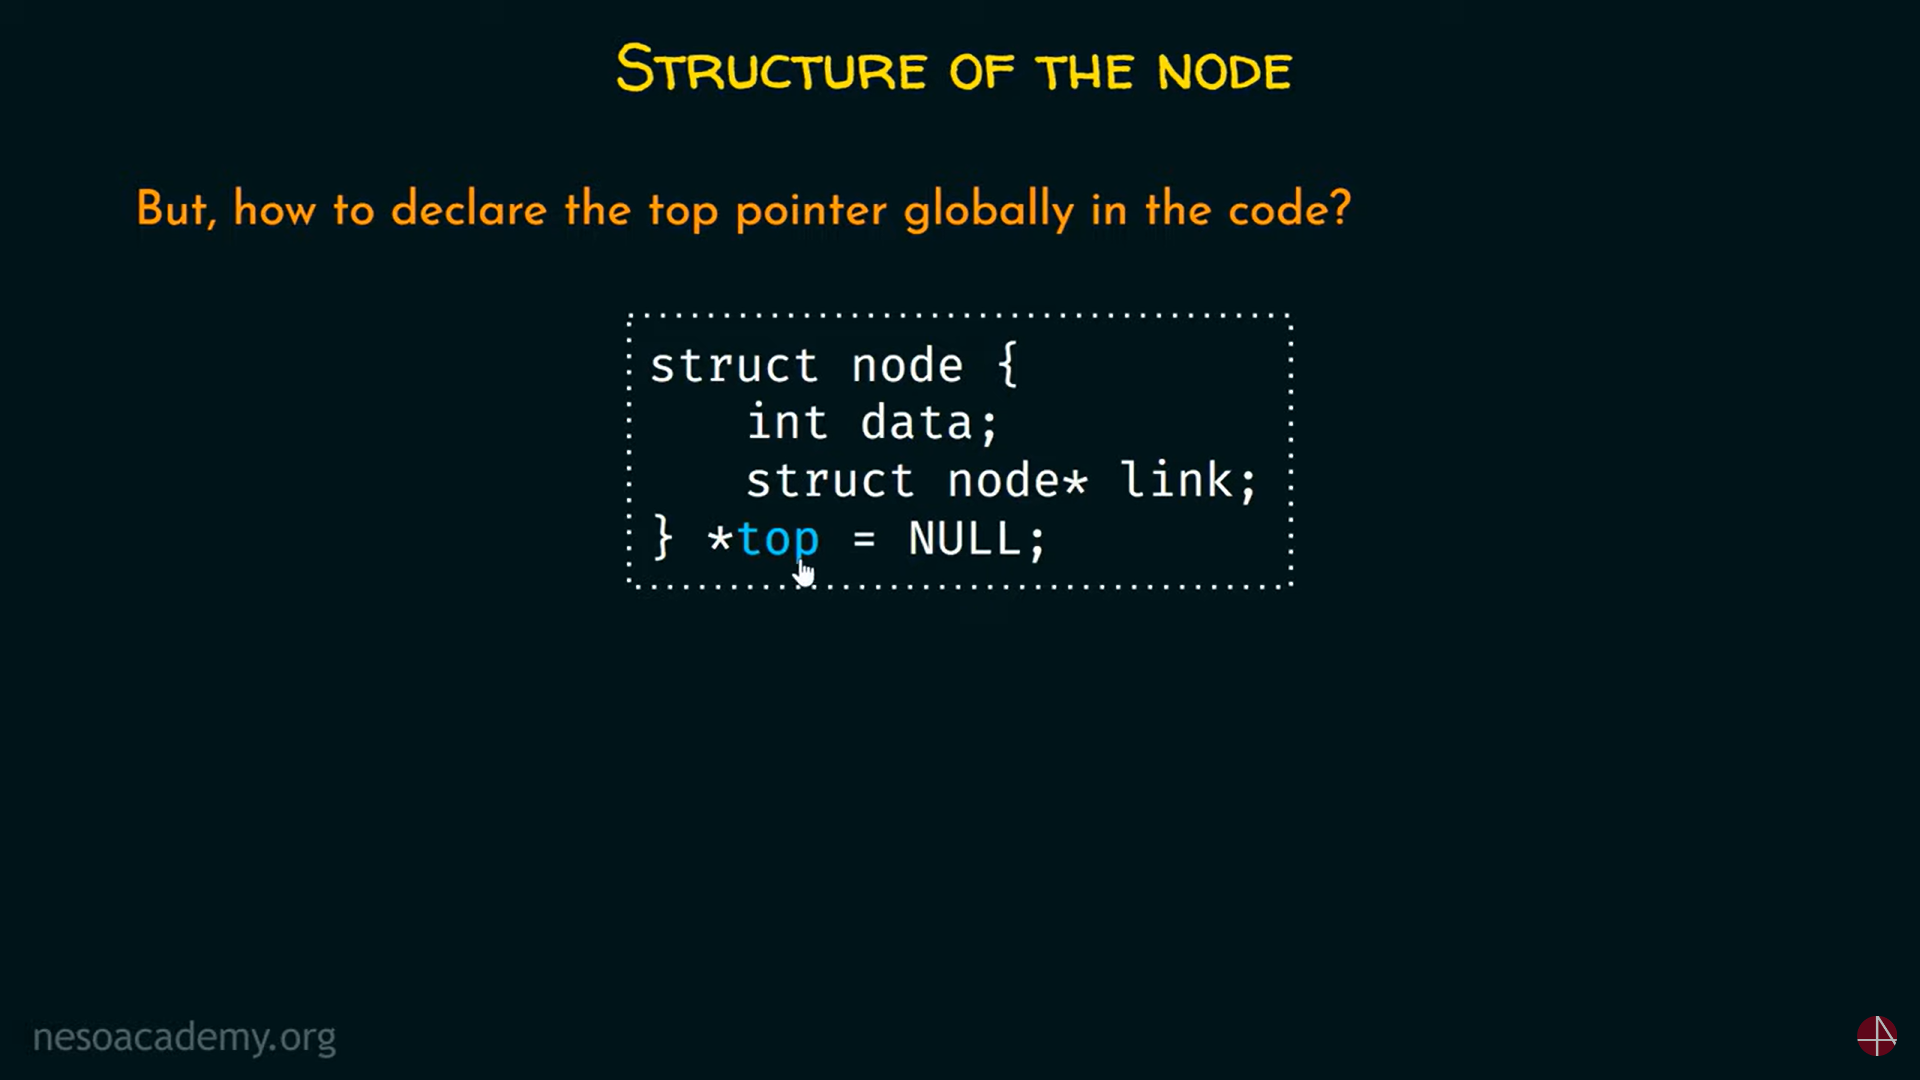 STRUCTURE OF THE NODE
But, how to declare the top pointer globally in the code?
struct node {
int data;
struct node* link;
} *top = NULL;
nesoacademy.org